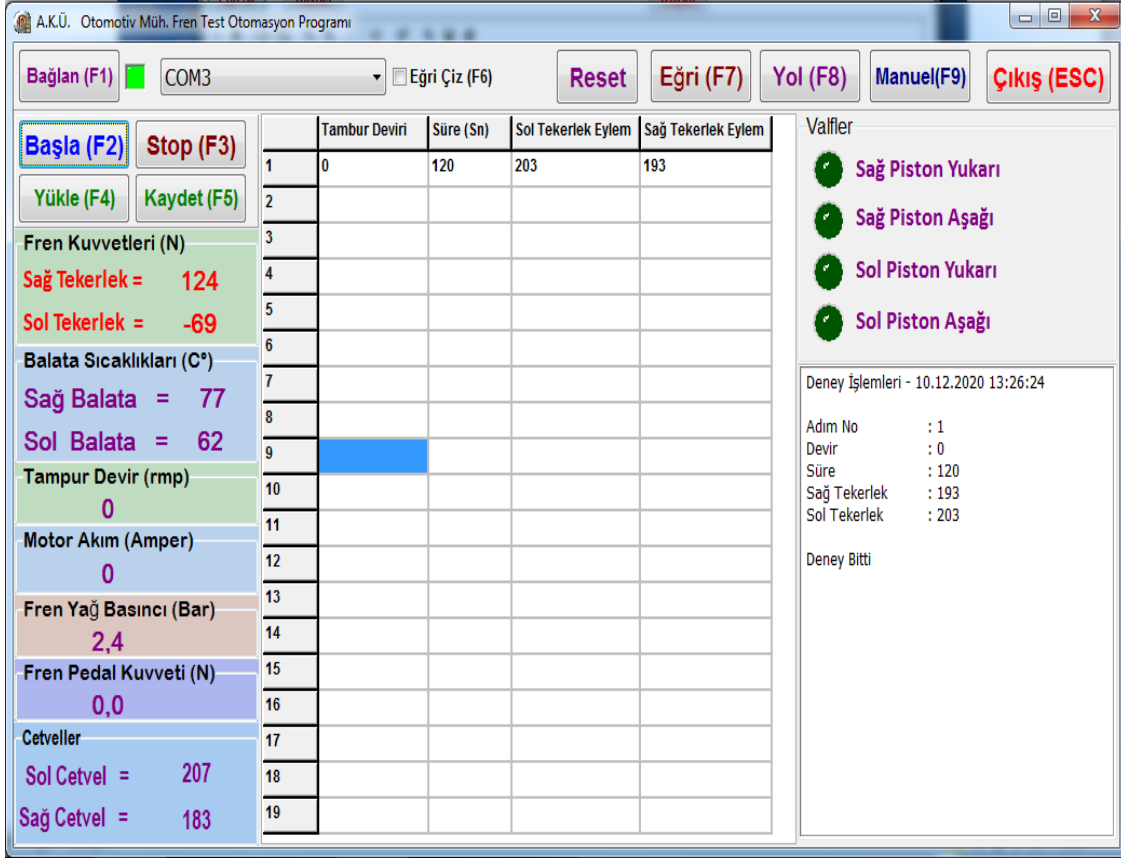 A.K.Ü. Otomotiv Müh. Fren Test Otomasyon Programı
Bağlan (F1) COM3 Eğri Çiz (F6) Reset Eğri (F7) Yol (F8) Manuel(F9) Çıkış (ESC)
Başla (F2) Stop (F3)
Yükle (F4) Kaydet (F5)
Fren Kuvvetleri (N)
Sağ Tekerlek = 124
Sol Tekerlek = -69
Balata Sıcaklıkları (C°)
Sağ Balata = 77
Sol Balata = 62
Tampur Devir (rmp)
0
Motor Akım (Amper)
0
Fren Yağ Basıncı (Bar)
2,4
Fren Pedal Kuvveti (N)
0,0
Cetveller
Sol Cetvel = 207
Sağ Cetvel = 183
Tambur Deviri Süre (Sn) Sol Tekerlek Eylem Sağ Tekerlek Eylem
1 0 120 203 193
2
3
4
5
6
7
8
9
10
11
12
13
14
15
16
17
18
19
Valfler
Sağ Piston Yukarı
Sağ Piston Aşağı
Sol Piston Yukarı
Sol Piston Aşağı
Deney İşlemleri - 10.12.2020 13:26:24
Adım No : 1
Devir : 0
Süre : 120
Sağ Tekerlek : 193
Sol Tekerlek : 203
Deney Bitti